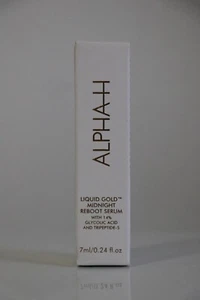 ALPHA-H
LIQUID GOLD™
MIDNIGHT
REBOOT SERUM
WITH 14%
GLYCOLIC ACID
AND TRIPEPTIDE-5
7ml/0.24 fl oz